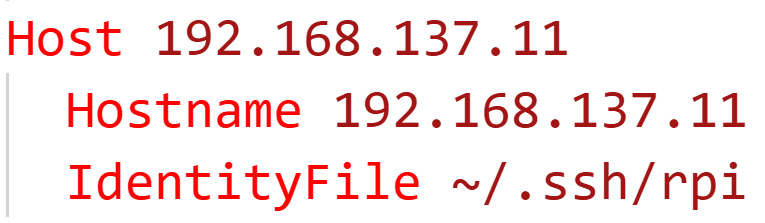 Host 192.168.137.11
Hostname 192.168.137.11
IdentityFile ~/.ssh/rpi